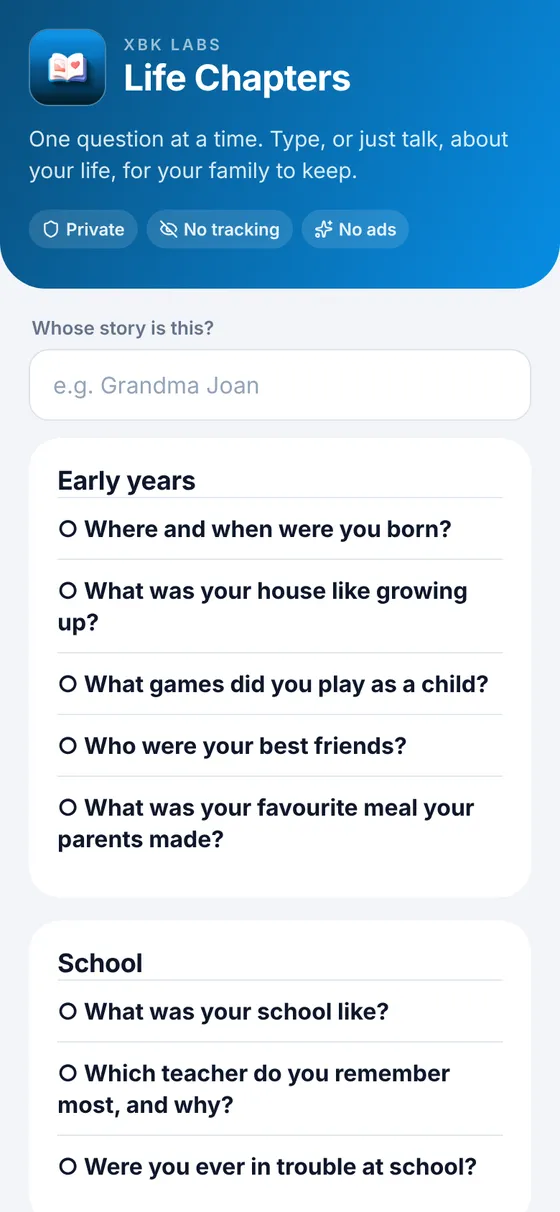 XBK LABS
Life Chapters
One question at a time. Type, or just talk, about
your life, for your family to keep.
Private
No tracking
No ads
Whose story is this?
e.g. Grandma Joan
Early years
Where and when were you born?
What was your house like growing
up?
What games did you play as a child?
Who were your best friends?
What was your favourite meal your
parents made?
School
What was your school like?
Which teacher do you remember
most, and why?
Were you ever in trouble at school?